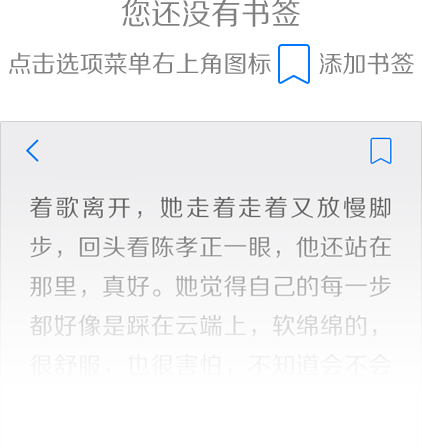 您还没有书签
点击选项菜单右上角图标 添加书签
着歌离开，她走着走着又放慢脚
步，回头看陈孝正一眼，他还站在
那里，真好。她觉得自己的每一步
都好像是踩在云端上，软绵绵的，
很舒服，也很害怕，不知道会不会